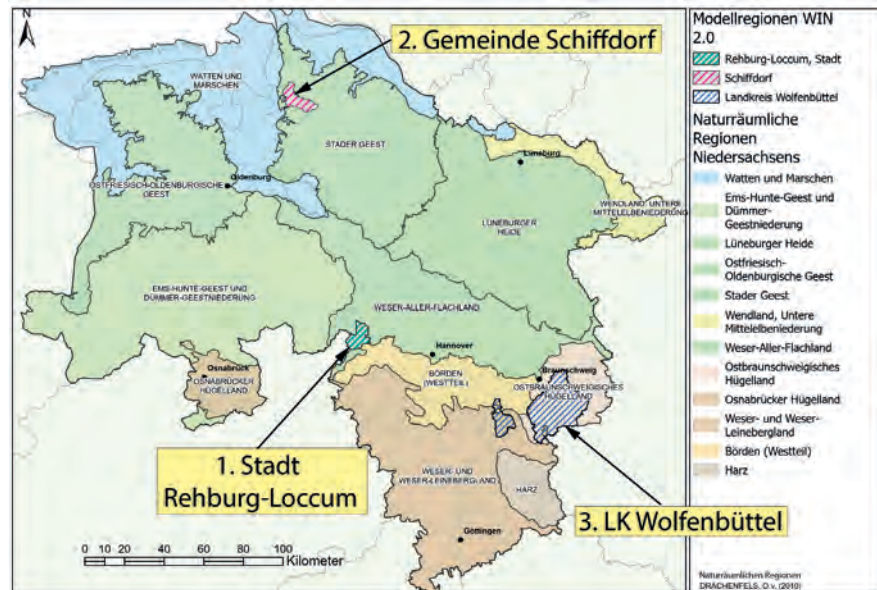 N
2. Gemeinde Schiffdorf
WATTEN UND
MARSCHEN
STADER GEEST
Lüneburg
Oldenburg
OSTFRIESISCH-OLDENBURGISCHE
GEEST
WENDLAND, UNTERE
MITTELELBENIEDERUNG
LÜNEBURGER
HEIDE
EMS-HUNTE-GEEST UND
DÜMMER-GEESTNIEDERUNG
WESER-ALLER-FLACHLAND
Hannover
Osnabrück
OSNABRÜCKER
HÜGELLAND
BÖRDEN
(WESTTEIL)
Braunschweig
OSTBRAUNSCHWEIGISCHES
HÜGELLAND
1. Stadt
Rehburg-Loccum
WESER- UND
WESER-LEINEBERGLAND
HARZ
3. LK Wolfenbüttel
Göttingen
0 10 20 40 60 80 100
Kilometer
Modellregionen WIN
2.0
Rehburg-Loccum, Stadt
Schiffdorf
Landkreis Wolfenbüttel
Naturräumliche
Regionen
Niedersachsens
Watten und Marschen
Ems-Hunte-Geest und
Dümmer-
Geestniederung
Lüneburger Heide
Ostfriesisch-
Oldenburgische Geest
Stader Geest
Wendland, Untere
Mittelelbeniederung
Weser-Aller-Flachland
Ostbraunschweigisches
Hügelland
Osnabrücker Hügelland
Weser- und Weser-
Leinebergland
Börden (Westteil)
Harz
Naturräumlichen Regionen
DRACHENFELS, O.v. (2010)